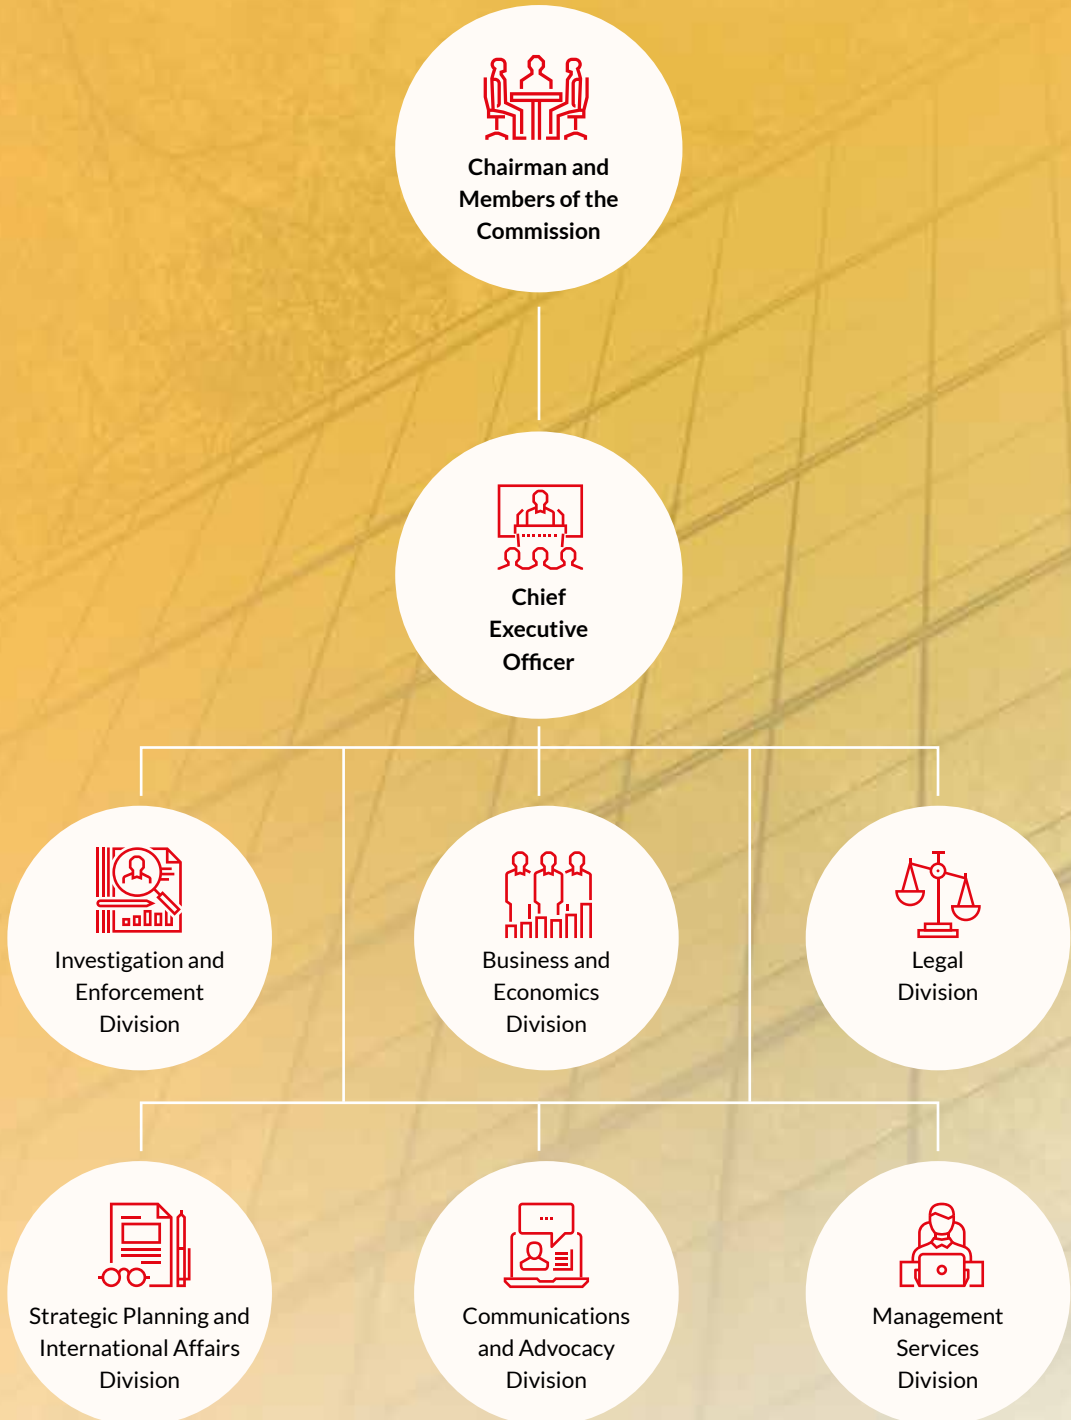 Chairman and
Members of the
Commission
Chief
Executive
Officer
Investigation and
Enforcement
Division
Business and
Economics
Division
Legal
Division
Strategic Planning and
International Affairs
Division
Communications
and Advocacy
Division
Management
Services
Division